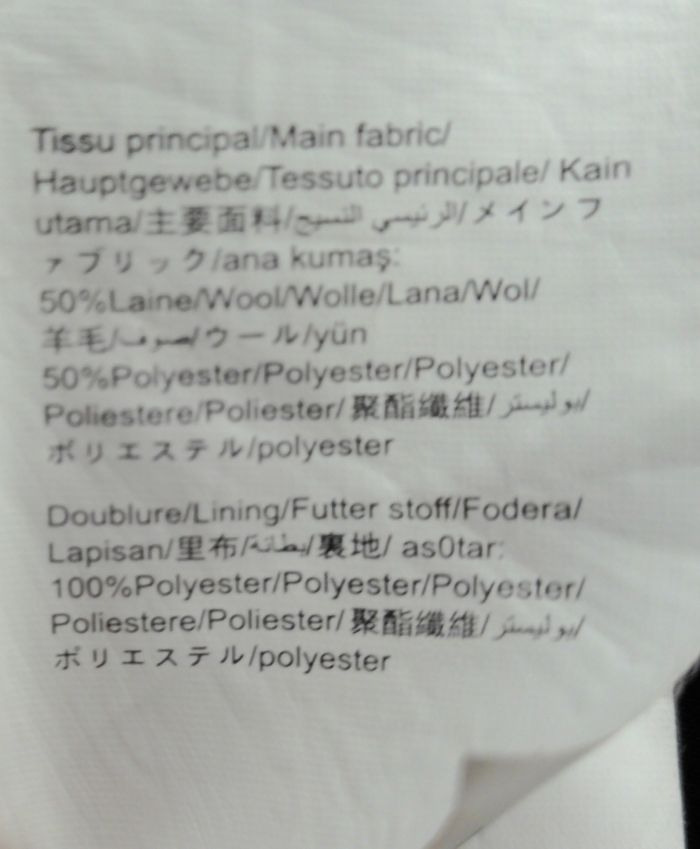 Tissu principal/Main fabric/
Hauptgewebe/Tessuto principale/ Kain
utama/主要面料/الرئيسي النسيج/メインフ
ァブリック/ana kumaş:
50%Laine/Wool/Wolle/Lana/Wol/
羊毛/صوف/ウール/yün
50%Polyester/Polyester/Polyester/
Poliestere/Poliester/ 聚酯纖維/ بوليستر/
ポリエステル/polyester
Doublure/Lining/Futter stoff/Fodera/
Lapisan/里布/بطانة/裏地/ as0tar:
100%Polyester/Polyester/Polyester/
Poliestere/Poliester/ 聚酯纖維/ بوليستر/
ポリエステル/polyester